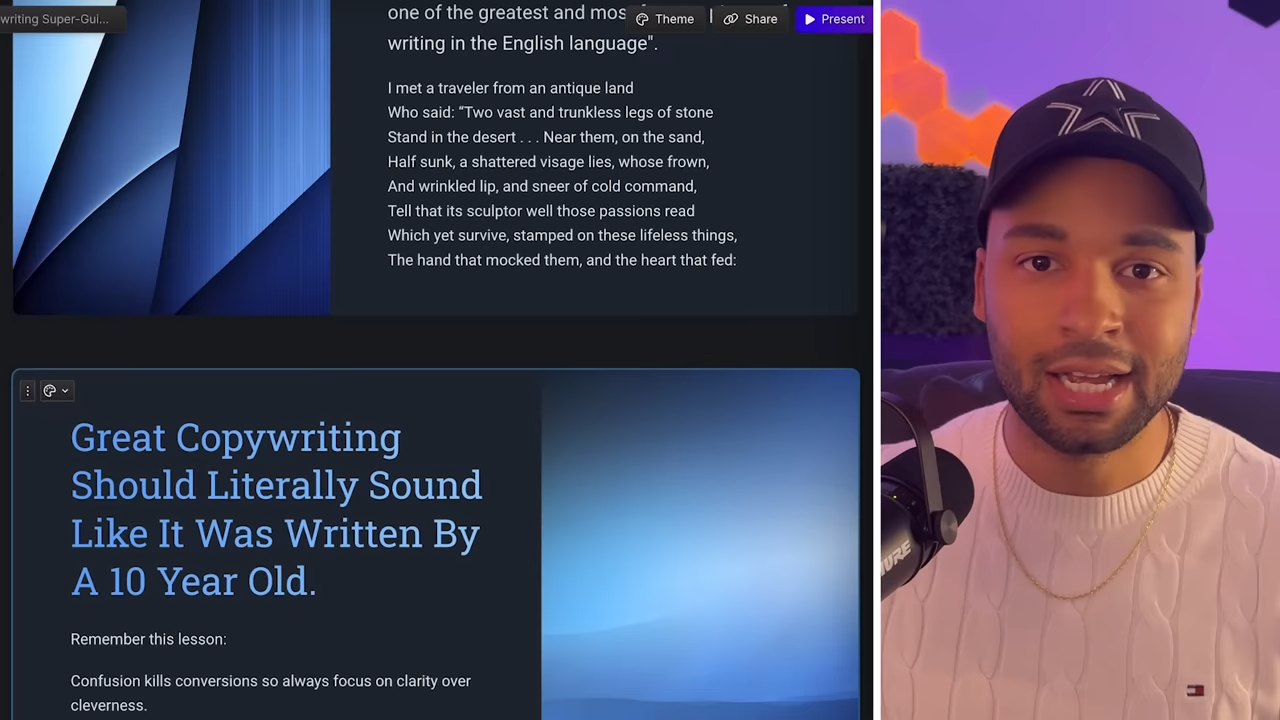 writing Super-Gui...
one of the greatest and mos
Theme
Share
Present
writing in the English language".
I met a traveler from an antique land
Who said: “Two vast and trunkless legs of stone
Stand in the desert . . . Near them, on the sand,
Half sunk, a shattered visage lies, whose frown,
And wrinkled lip, and sneer of cold command,
Tell that its sculptor well those passions read
Which yet survive, stamped on these lifeless things,
The hand that mocked them, and the heart that fed:
Great Copywriting
Should Literally Sound
Like It Was Written By
A 10 Year Old.
Remember this lesson:
Confusion kills conversions so always focus on clarity over
cleverness.
URE